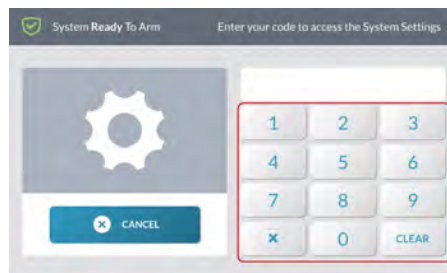 System Ready To Arm
Enter your code to access the System Settings
1 2 3
4 5 6
7 8 9
CANCEL
× 0 CLEAR